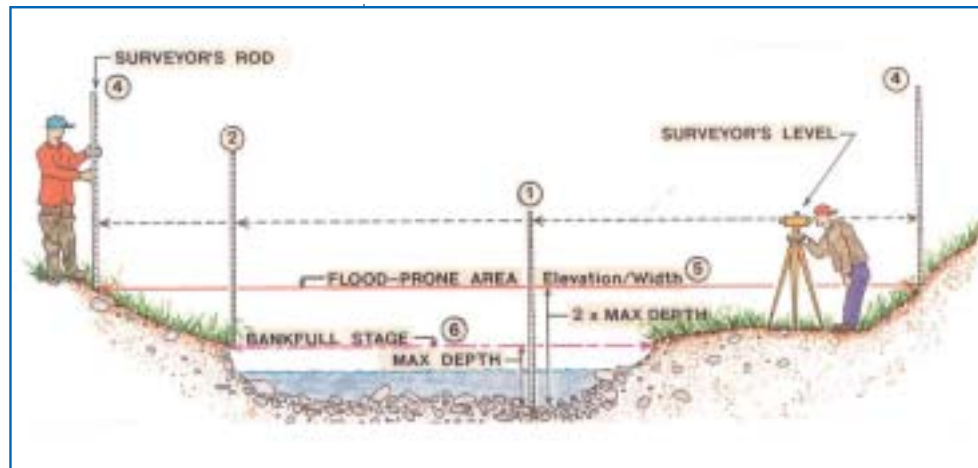 SURVEYOR'S ROD
4
4
2
SURVEYOR'S LEVEL
1
FLOOD-PRONE AREA Elevation/Width 5
2 x MAX DEPTH
BANKFULL STAGE 6
MAX DEPTH